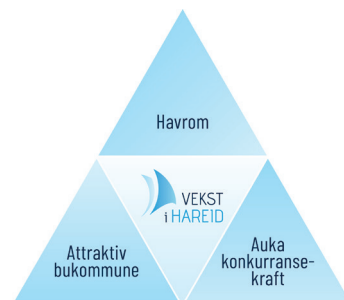 Havrom
VEKST
i HAREID
Attraktiv
bukommune
Auka
konkurranse-
kraft